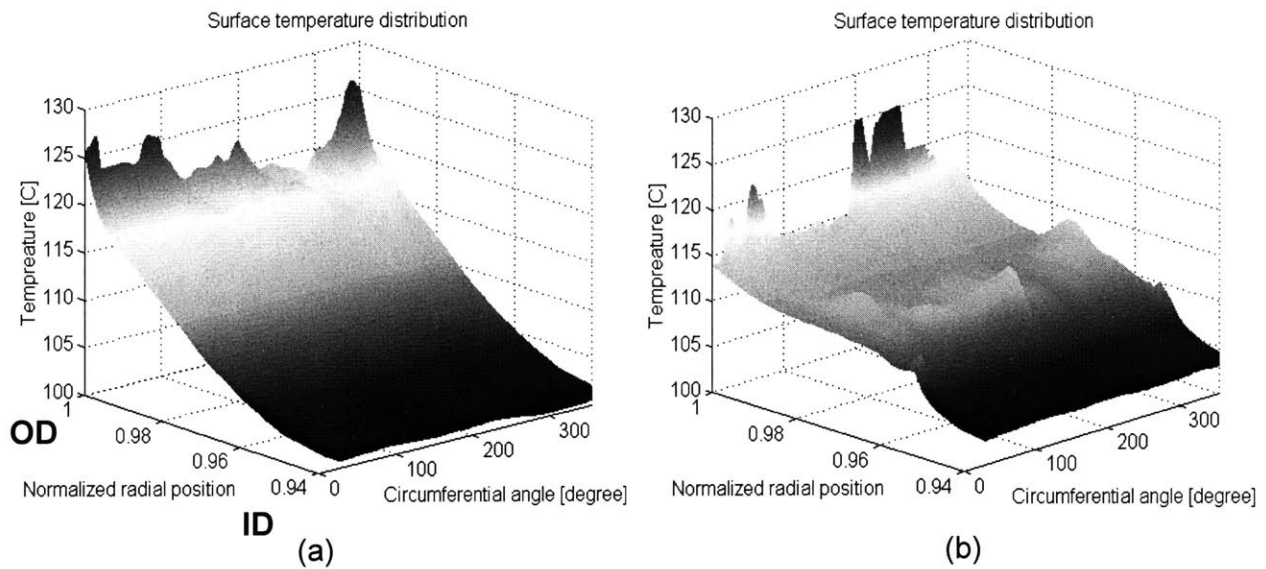 Surface temperature distribution
130
125
120
115
110
105
100
Tempreature [C]
1
0.98
0.96
0.94
OD
Normalized radial position
ID
0
100
200
300
Circumferential angle [degree]
(a)
Surface temperature distribution
130
125
120
115
110
105
100
Temperature [C]
1
0.98
0.96
0.94
Normalized radial position
0
100
200
300
Circumferential angle [degree]
(b)